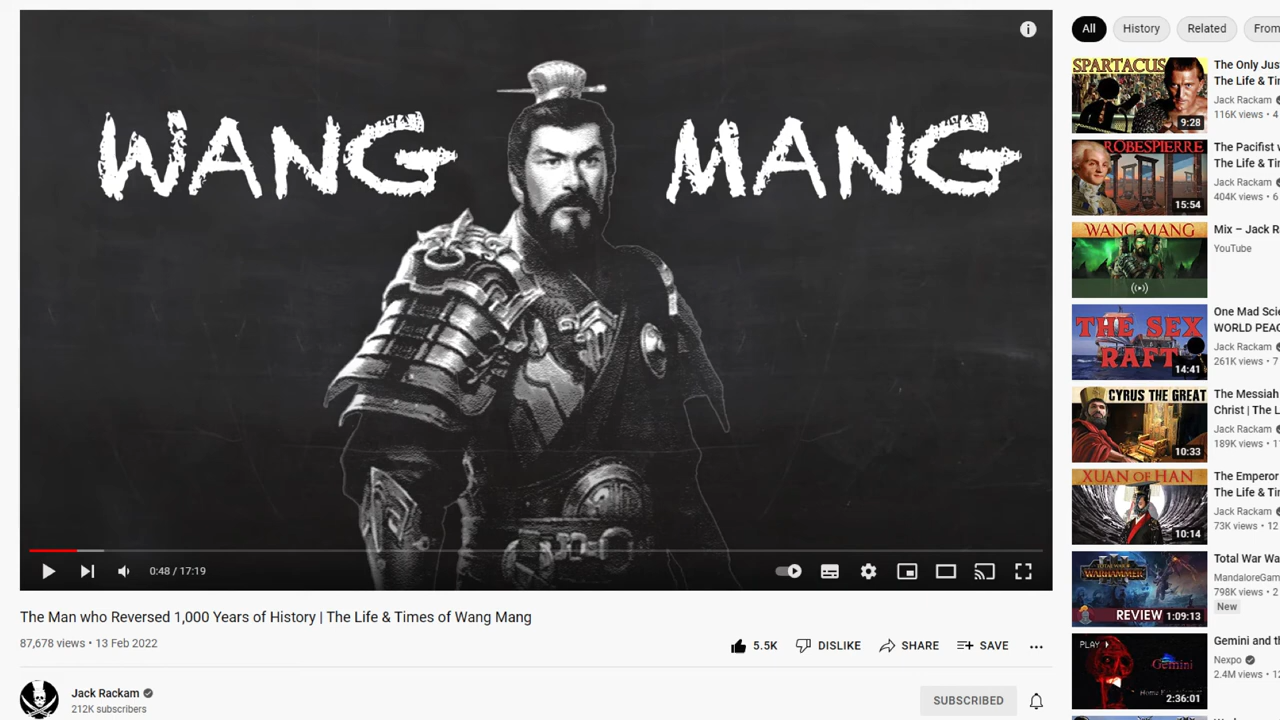 WANG MANG
0:48 / 17:19
The Man who Reversed 1,000 Years of History | The Life & Times of Wang Mang
87,678 views • 13 Feb 2022
5.5K DISLIKE SHARE SAVE
Jack Rackam
212K subscribers
SUBSCRIBED
All History Related From
SPARTACUS
9:28
The Only Jus
The Life & Ti
Jack Rackam
116K views • 4
ROBESPIERRE
15:54
The Pacifist
The Life & Ti
Jack Rackam
404K views • 6
WANG MANG
Mix – Jack R
YouTube
THE SEX
RAFT
14:41
One Mad Sci
WORLD PEAC
Jack Rackam
261K views • 7
CYRUS THE GREAT
10:33
The Messiah
Christ | The L
Jack Rackam
189K views • 1
XUAN OF HAN
10:14
The Emperor
The Life & Ti
Jack Rackam
73K views • 12
TOTAL WAR
WARHAMMER
III
REVIEW
1:09:13
Total War Wa
MandaloreGam
798K views • 2
New
PLAY
Gemini
2:36:01
Gemini and t
Nexpo
2.4M views • 12